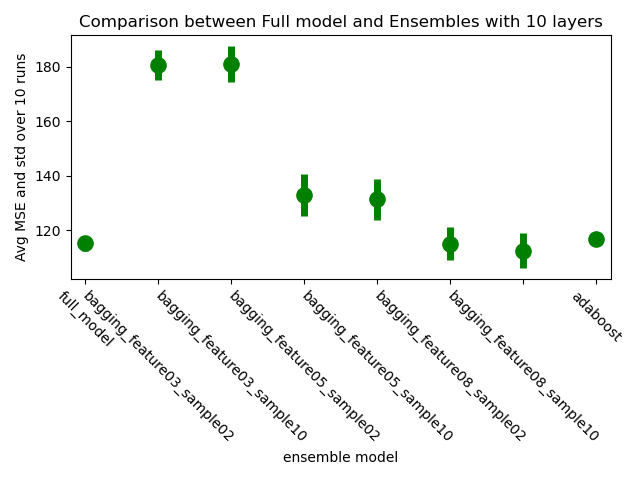 Comparison between Full model and Ensembles with 10 layers
Avg MSE and std over 10 runs
180
160
140
120
full_model
bagging_feature03_sample02
bagging_feature03_sample10
bagging_feature05_sample02
bagging_feature05_sample10
bagging_feature08_sample02
bagging_feature08_sample10
adaboost
ensemble model